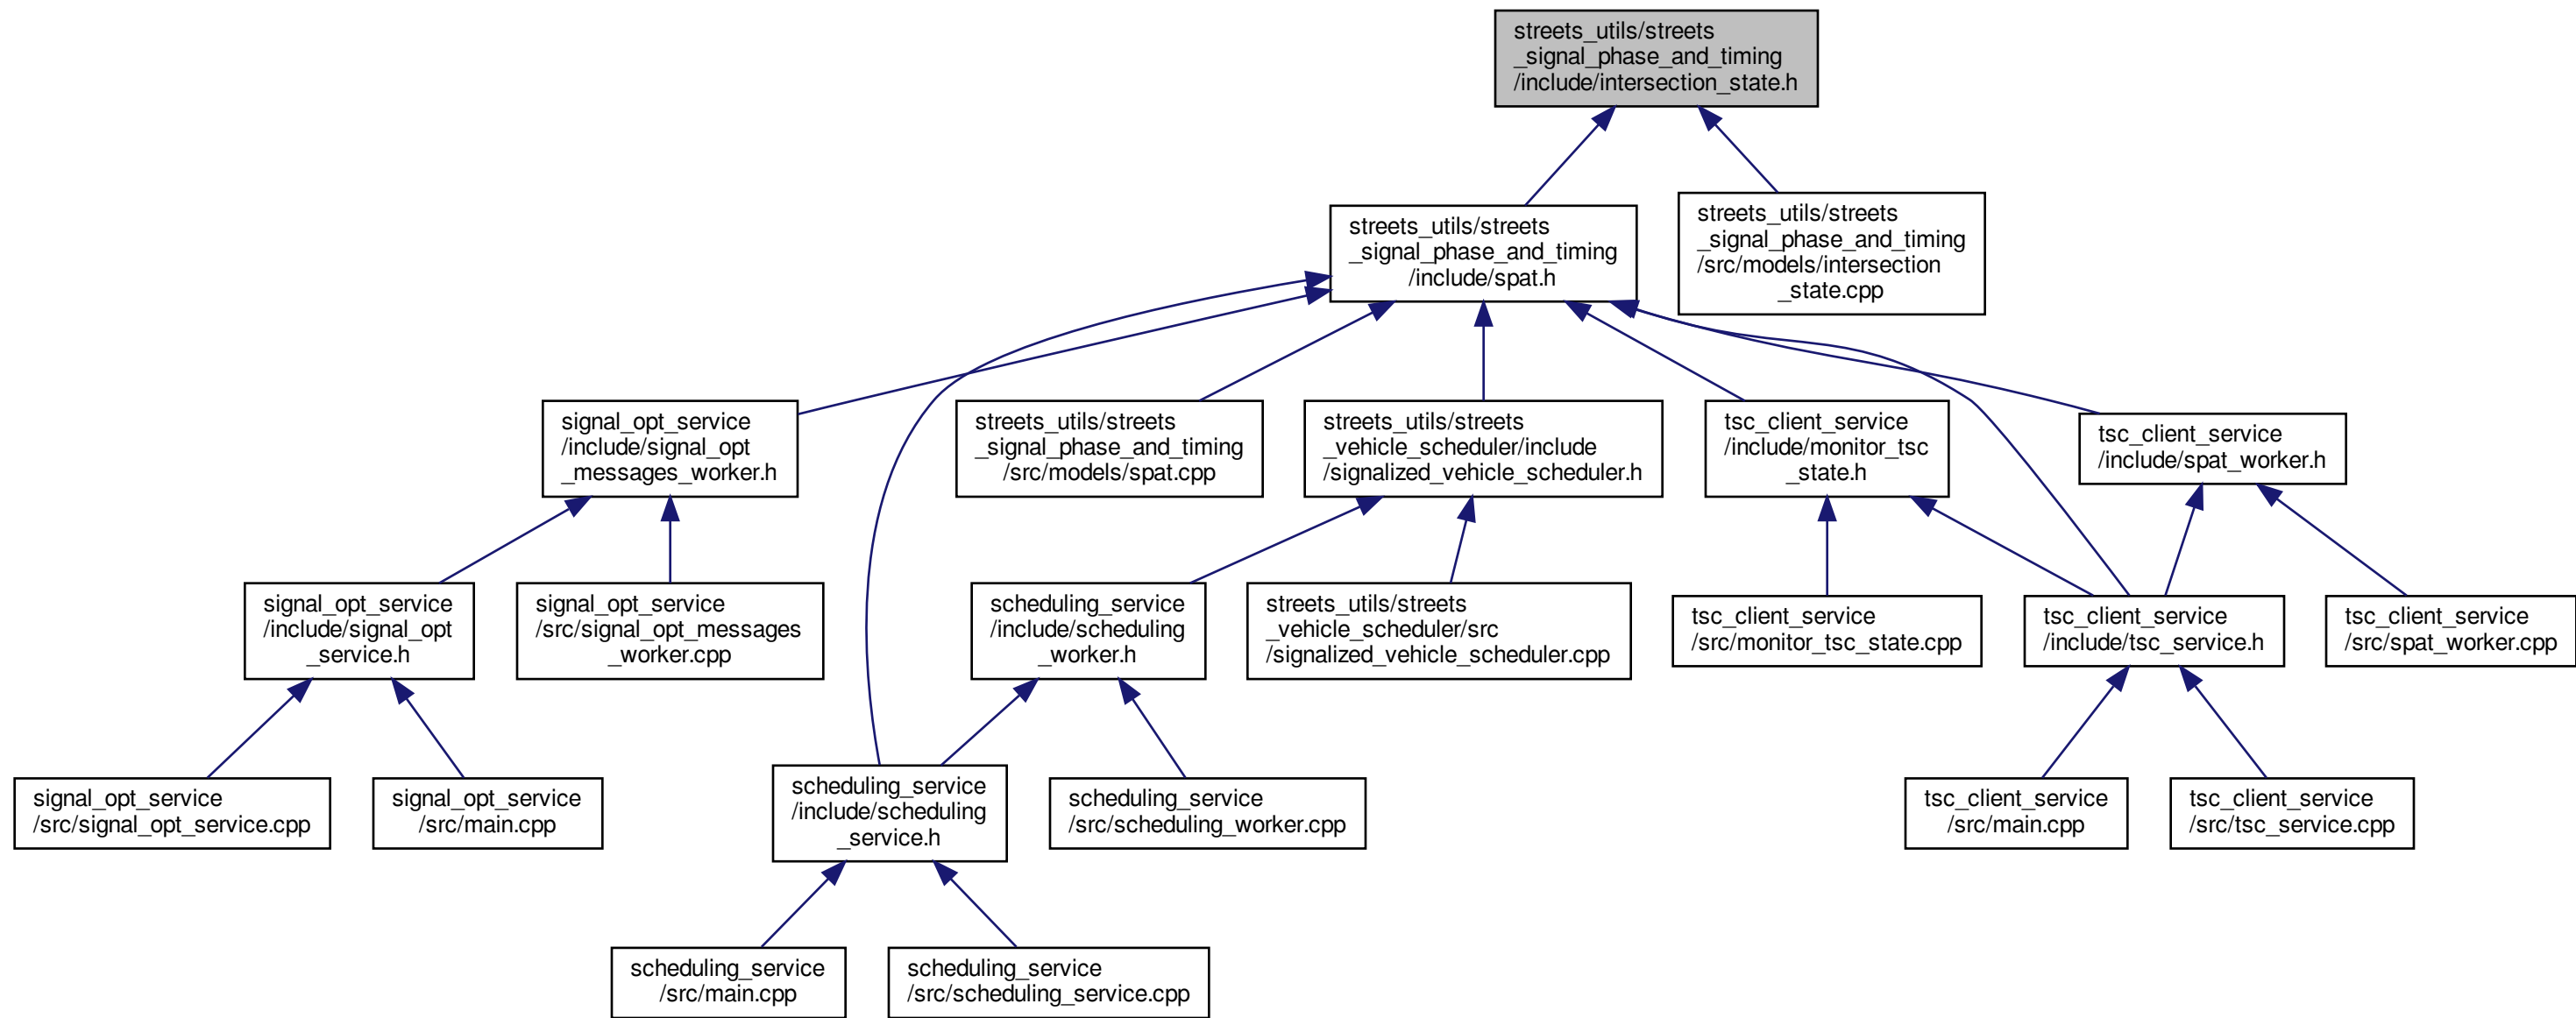 streets_utils/streets
_signal_phase_and_timing
/include/intersection_state.h
streets_utils/streets
_signal_phase_and_timing
/include/spat.h
streets_utils/streets
_signal_phase_and_timing
/src/models/intersection
_state.cpp
signal_opt_service
/include/signal_opt
_messages_worker.h
streets_utils/streets
_signal_phase_and_timing
/src/models/spat.cpp
streets_utils/streets
_vehicle_scheduler/include
/signalized_vehicle_scheduler.h
tsc_client_service
/include/monitor_tsc
_state.h
tsc_client_service
/include/spat_worker.h
signal_opt_service
/include/signal_opt
_service.h
signal_opt_service
/src/signal_opt_messages
_worker.cpp
scheduling_service
/include/scheduling
_worker.h
streets_utils/streets
_vehicle_scheduler/src
/signalized_vehicle_scheduler.cpp
tsc_client_service
/src/monitor_tsc_state.cpp
tsc_client_service
/include/tsc_service.h
tsc_client_service
/src/spat_worker.cpp
signal_opt_service
/src/signal_opt_service.cpp
signal_opt_service
/src/main.cpp
scheduling_service
/include/scheduling
_service.h
scheduling_service
/src/scheduling_worker.cpp
tsc_client_service
/src/main.cpp
tsc_client_service
/src/tsc_service.cpp
scheduling_service
/src/main.cpp
scheduling_service
/src/scheduling_service.cpp